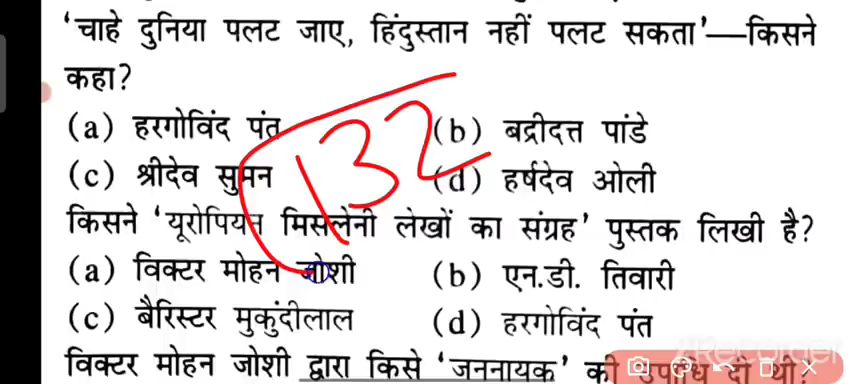 ‘चाहे दुनिया पलट जाए, हिंदुस्तान नहीं पलट सकता’—किसने
कहा?
(a) हरगोविंद पंत (b) बद्रीदत्त पांडे
(c) श्रीदेव सुमन (d) हर्षदेव ओली
132
किसने ‘यूरोपियन मिसलेनी लेखों का संग्रह’ पुस्तक लिखी है?
(a) विक्टर मोहन जोशी (b) एन.डी. तिवारी
(c) बैरिस्टर मुकुंदीलाल (d) हरगोविंद पंत
विक्टर मोहन जोशी द्वारा किसे ‘जननायक’ की उपाधि दी थी?